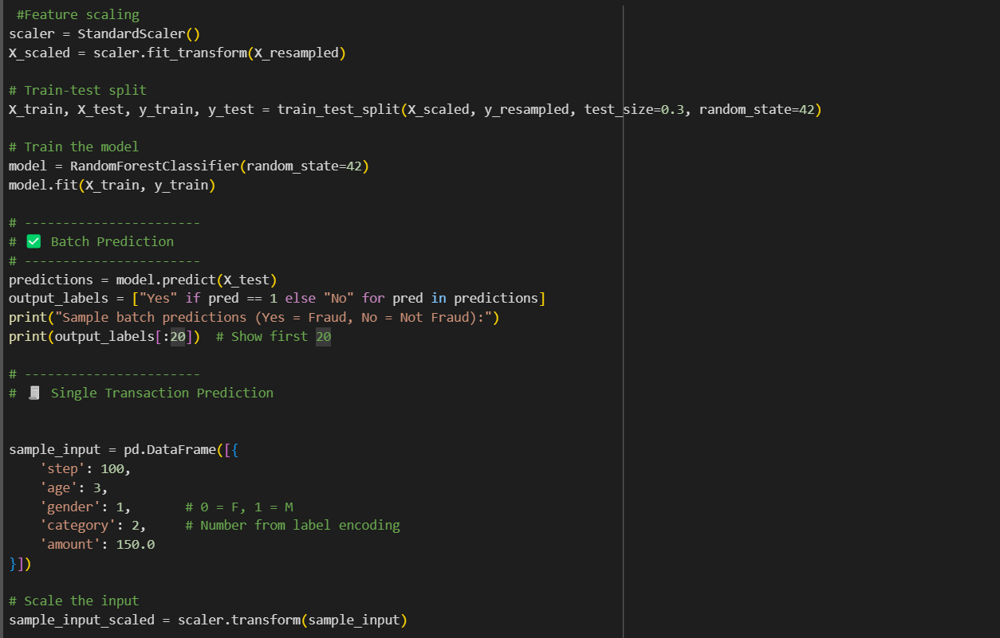 #Feature scaling
scaler = StandardScaler()
X_scaled = scaler.fit_transform(X_resampled)
# Train-test split
X_train, X_test, y_train, y_test = train_test_split(X_scaled, y_resampled, test_size=0.3, random_state=42)
# Train the model
model = RandomForestClassifier(random_state=42)
model.fit(X_train, y_train)
# -----------------------
# ✅ Batch Prediction
# -----------------------
predictions = model.predict(X_test)
output_labels = ["Yes" if pred == 1 else "No" for pred in predictions]
print("Sample batch predictions (Yes = Fraud, No = Not Fraud):")
print(output_labels[:20])  # Show first 20
# -----------------------
# 🧾 Single Transaction Prediction
sample_input = pd.DataFrame([{
    'step': 100,
    'age': 3,
    'gender': 1,       # 0 = F, 1 = M
    'category': 2,     # Number from label encoding
    'amount': 150.0
}])
# Scale the input
sample_input_scaled = scaler.transform(sample_input)